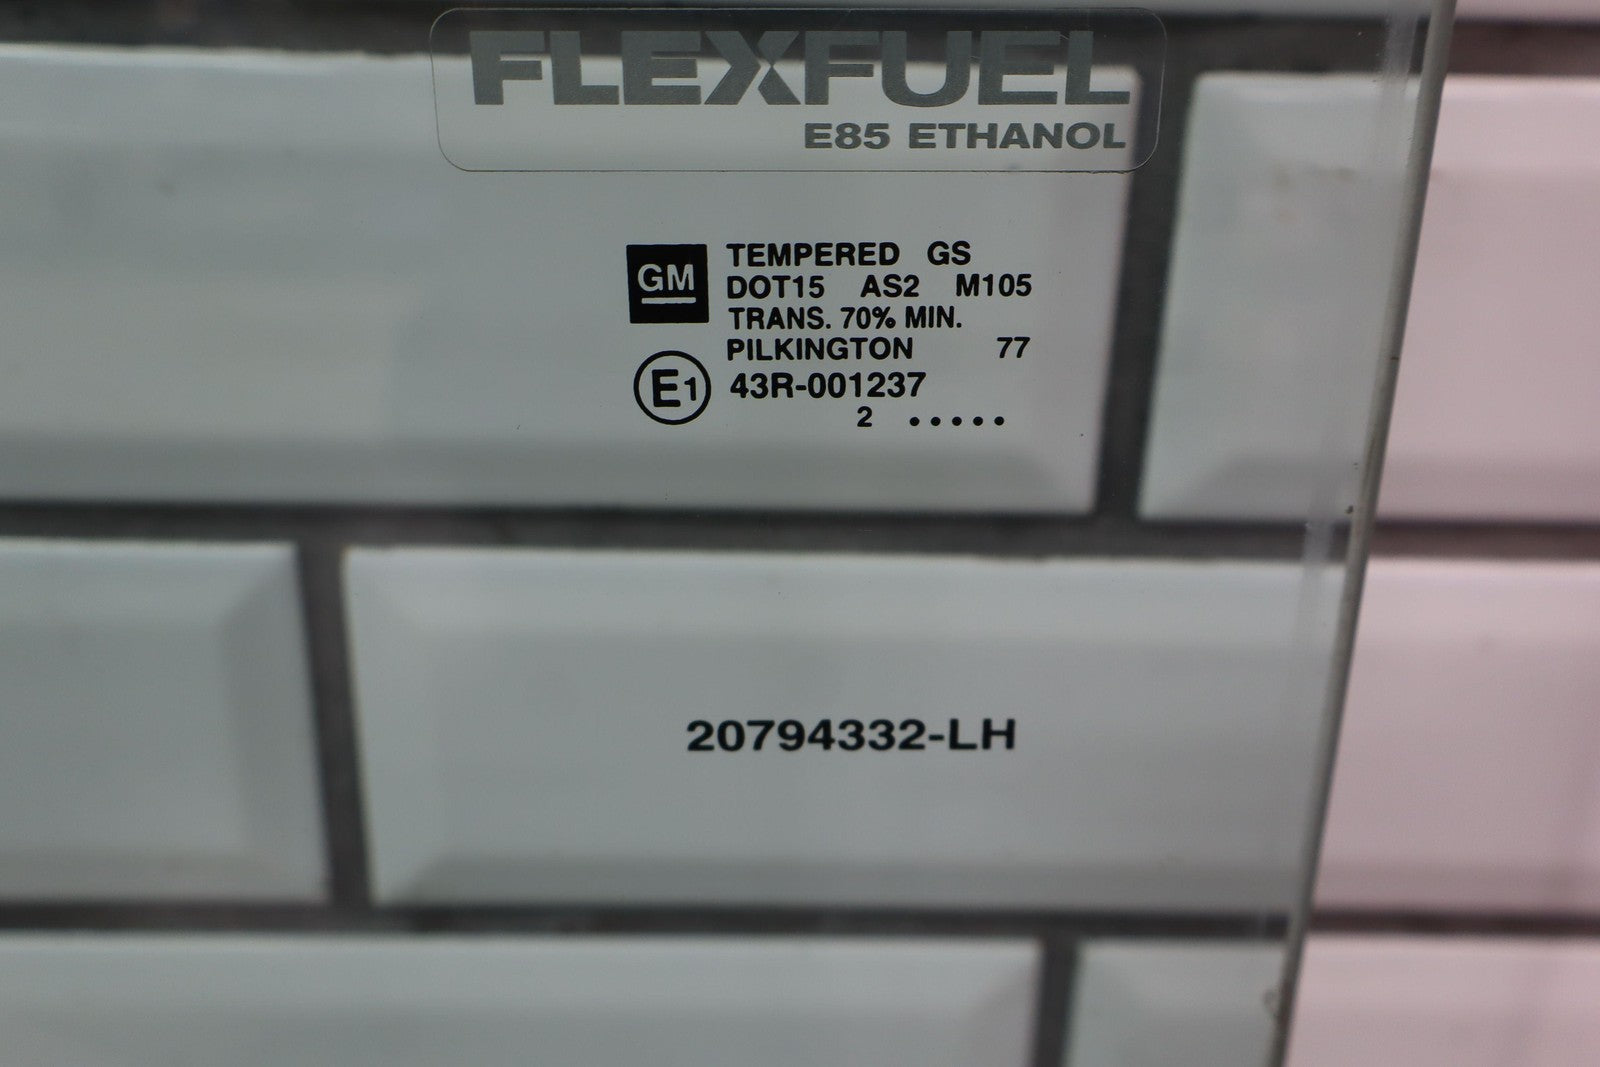 FLEXFUEL
E85 ETHANOL
GM
TEMPERED GS
DOT15 AS2 M105
TRANS. 70% MIN.
PILKINGTON 77
E1 43R-001237
2 .....
20794332-LH